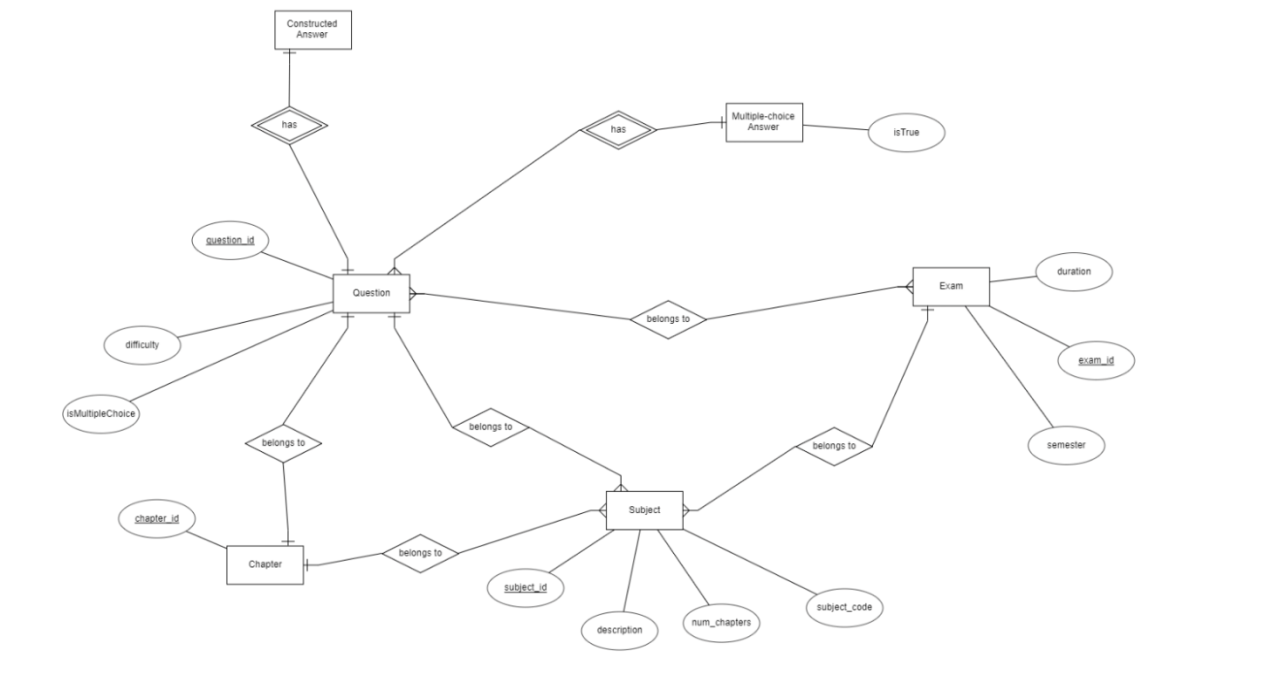 Constructed
Answer
has
has
Multiple-choice
Answer
isTrue
question_id
Question
Exam
duration
belongs to
difficulty
exam_id
isMultipleChoice
belongs to
belongs to
belongs to
semester
chapter_id
Subject
belongs to
Chapter
subject_id
description
num_chapters
subject_code